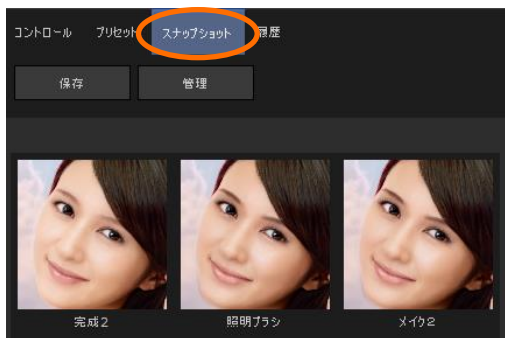 コントロール プリセット スナップショット 履歴
保存 管理
完成2 照明ブラシ メイク2